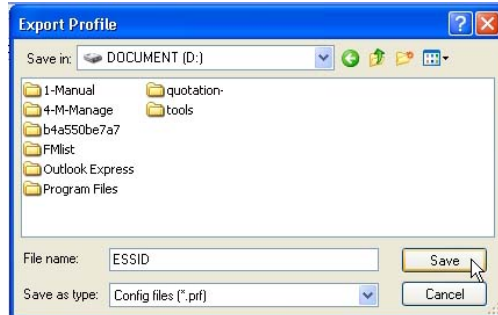 Export Profile
Save in: DOCUMENT (D:)
1-Manual quotation-
4-M-Manage tools
b4a550be7a7
FMlist
Outlook Express
Program Files
File name: ESSID Save
Save as type: Config files (*.prf) Cancel